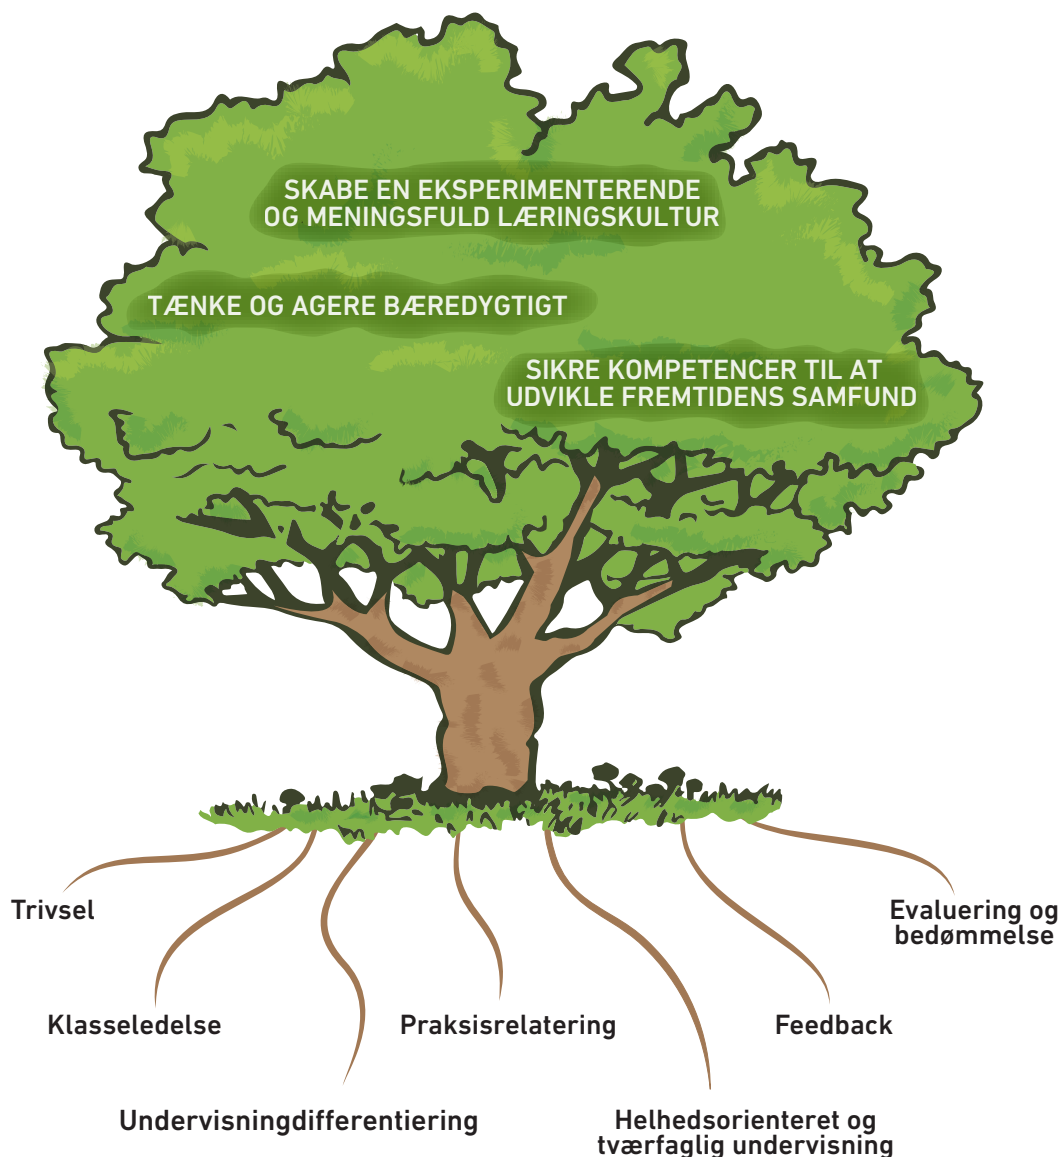 SKABE EN EKSPERIMENTERENDE
OG MENINGSFULD LÆRINGSKULTUR
TÆNKE OG AGERE BÆREDYGTIGT
SIKRE KOMPETENCER TIL AT
UDVIKLE FREMTIDENS SAMFUND
Trivsel
Evaluering og
bedømmelse
Klasseledelse
Praksisrelatering
Feedback
Undervisningdifferentiering
Helhedsorienteret og
tværfaglig undervisning